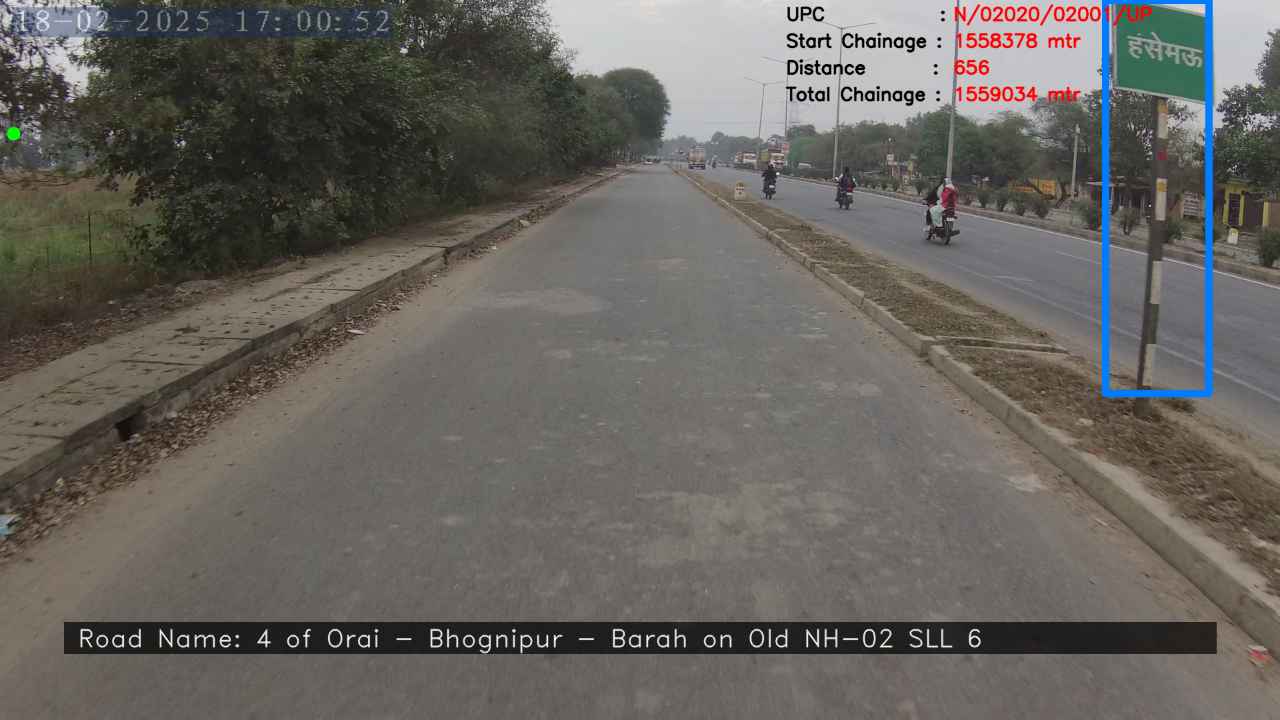 18-02-2025 17:00:52
UPC : N/02020/02001/UP
Start Chainage : 1558378 mtr
Distance : 656
Total Chainage : 1559034 mtr
हंसेमऊ
Road Name: 4 of Orai - Bhognipur - Barah on Old NH-02 SLL 6